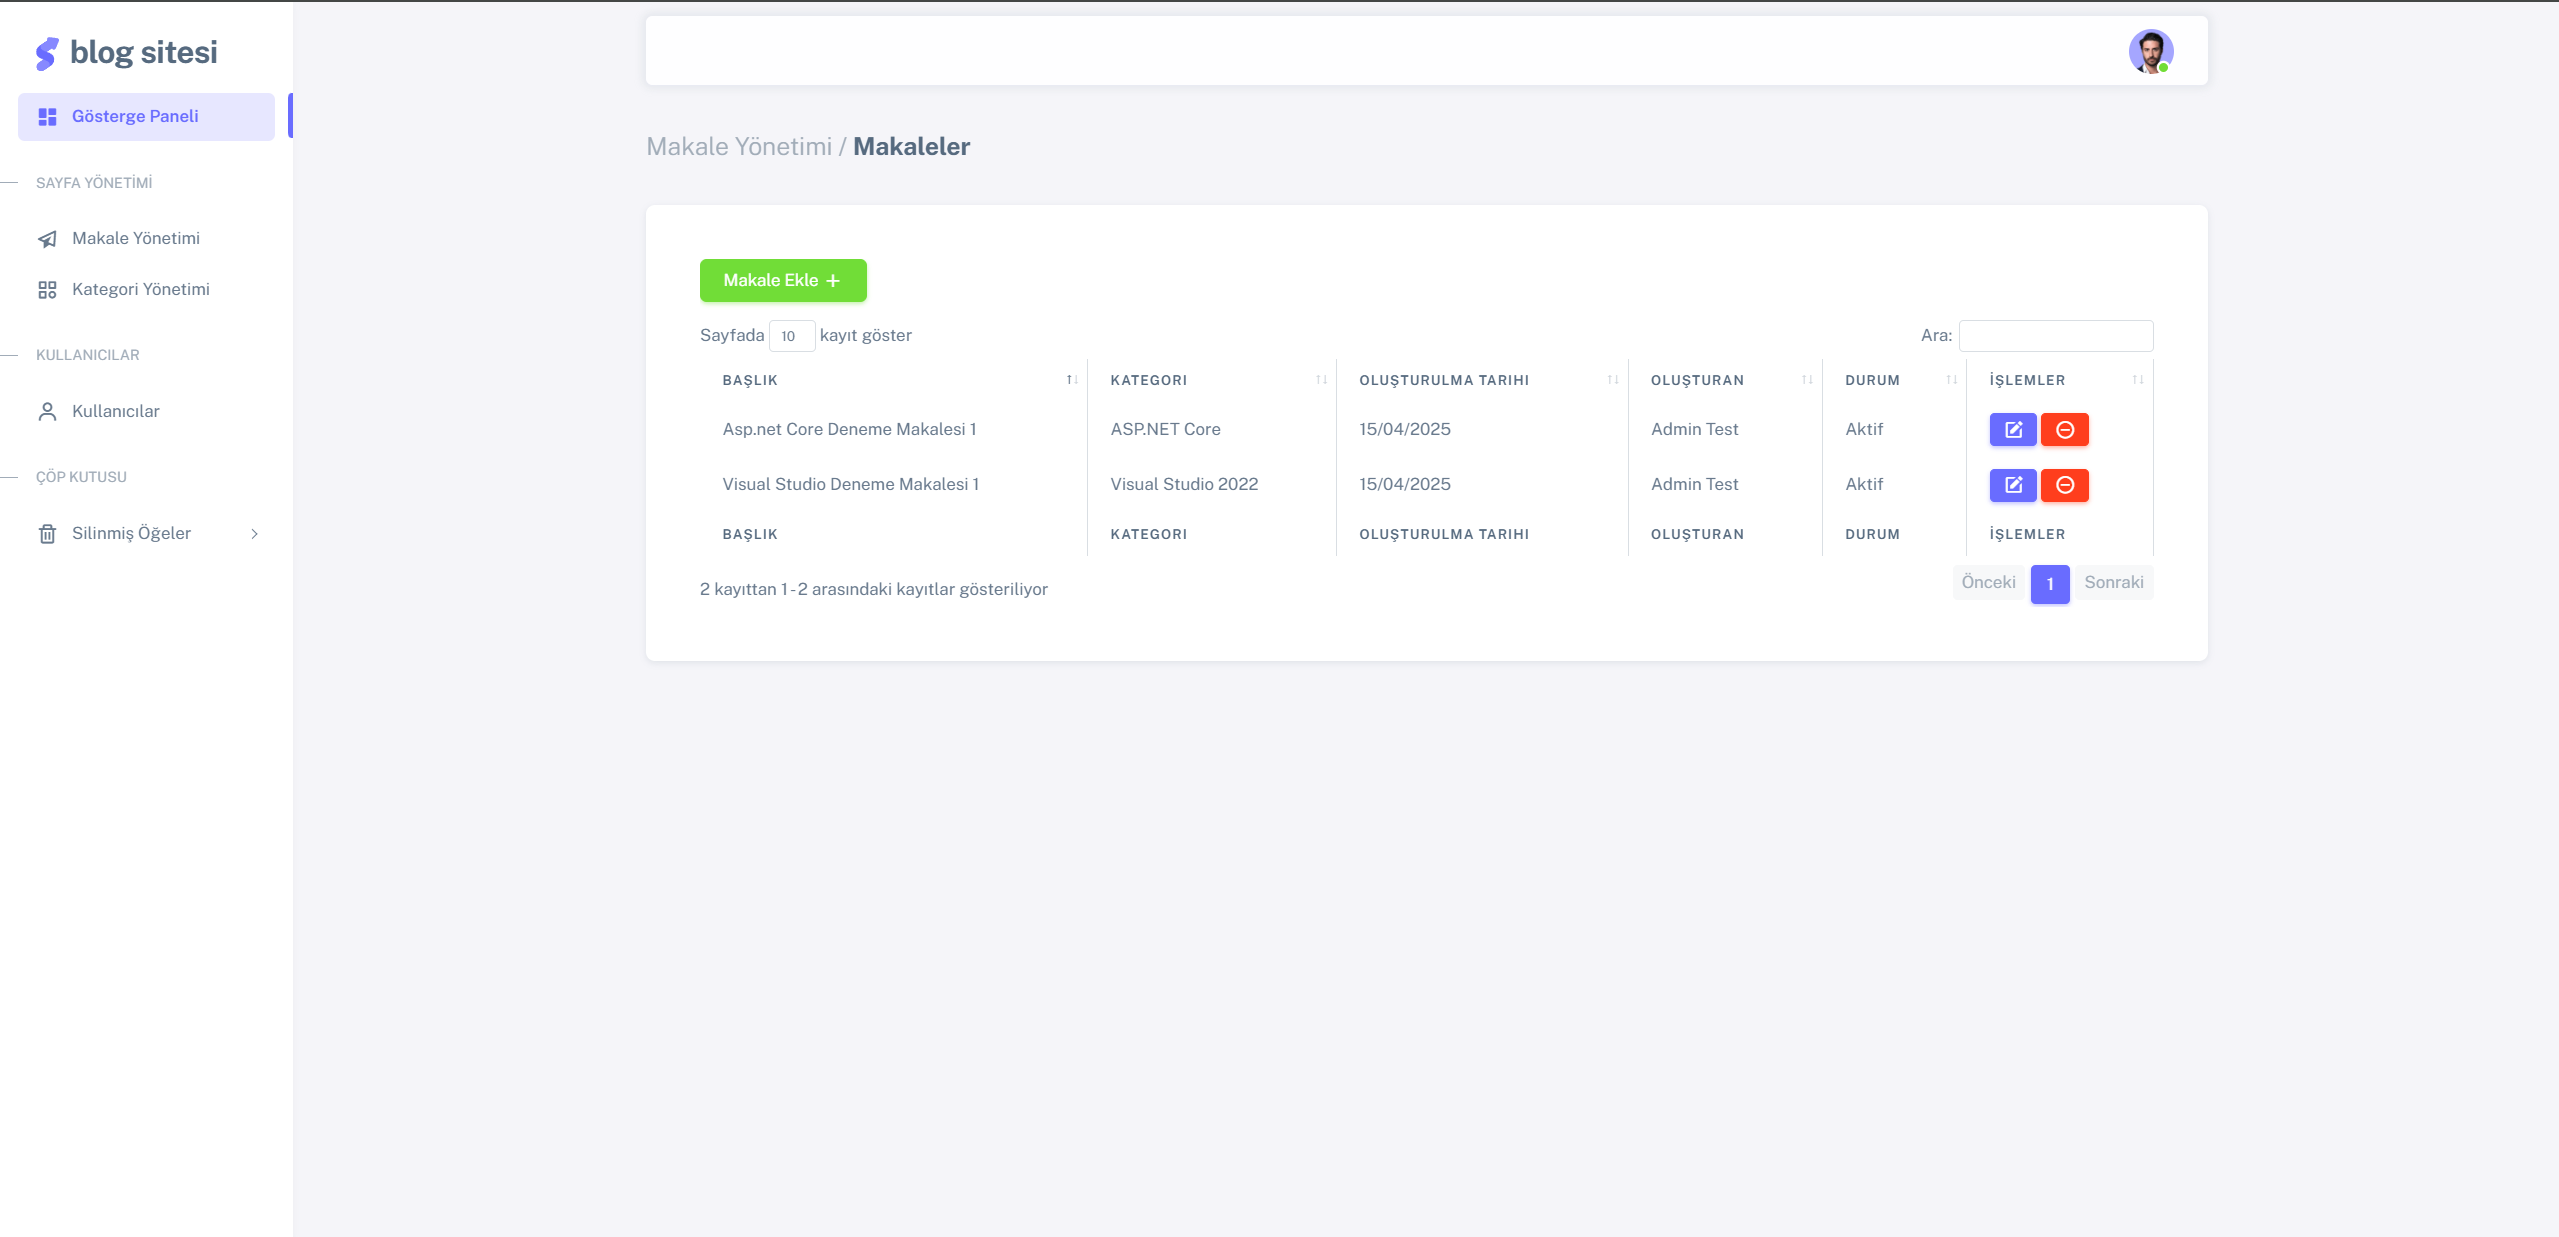 blog sitesi
Gösterge Paneli
SAYFA YÖNETİMİ
Makale Yönetimi
Kategori Yönetimi
KULLANICILAR
Kullanıcılar
ÇÖP KUTUSU
Silinmiş Öğeler
Makale Yönetimi / Makaleler
Makale Ekle +
Sayfada 10 kayıt göster
Ara:
BAŞLIK KATEGORI OLUŞTURULMA TARIHI OLUŞTURAN DURUM İŞLEMLER
Asp.net Core Deneme Makalesi 1 ASP.NET Core 15/04/2025 Admin Test Aktif
Visual Studio Deneme Makalesi 1 Visual Studio 2022 15/04/2025 Admin Test Aktif
BAŞLIK KATEGORI OLUŞTURULMA TARIHI OLUŞTURAN DURUM İŞLEMLER
2 kayıttan 1 - 2 arasındaki kayıtlar gösteriliyor
Önceki 1 Sonraki